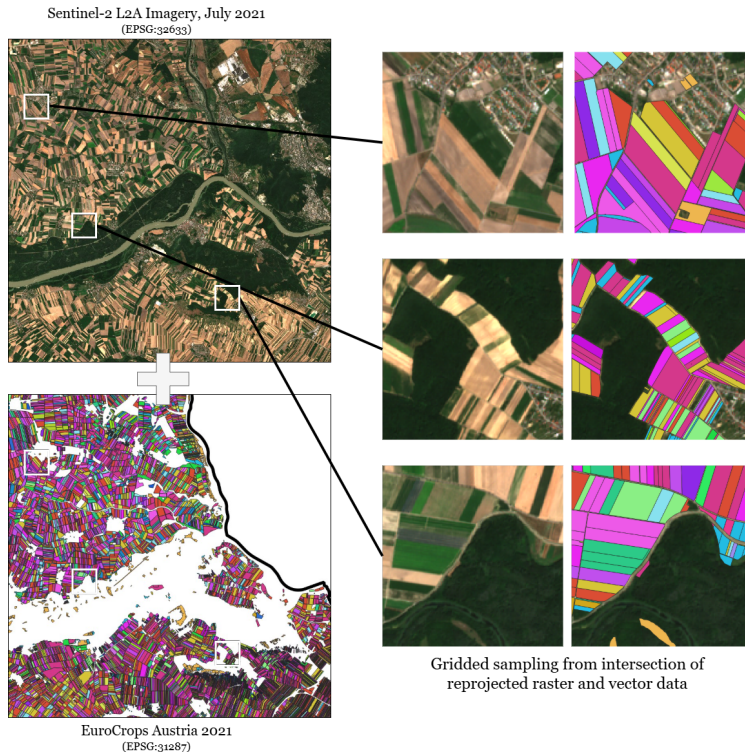 Sentinel-2 L2A Imagery, July 2021
(EPSG:32633)
Gridded sampling from intersection of
reprojected raster and vector data
EuroCrops Austria 2021
(EPSG:31287)